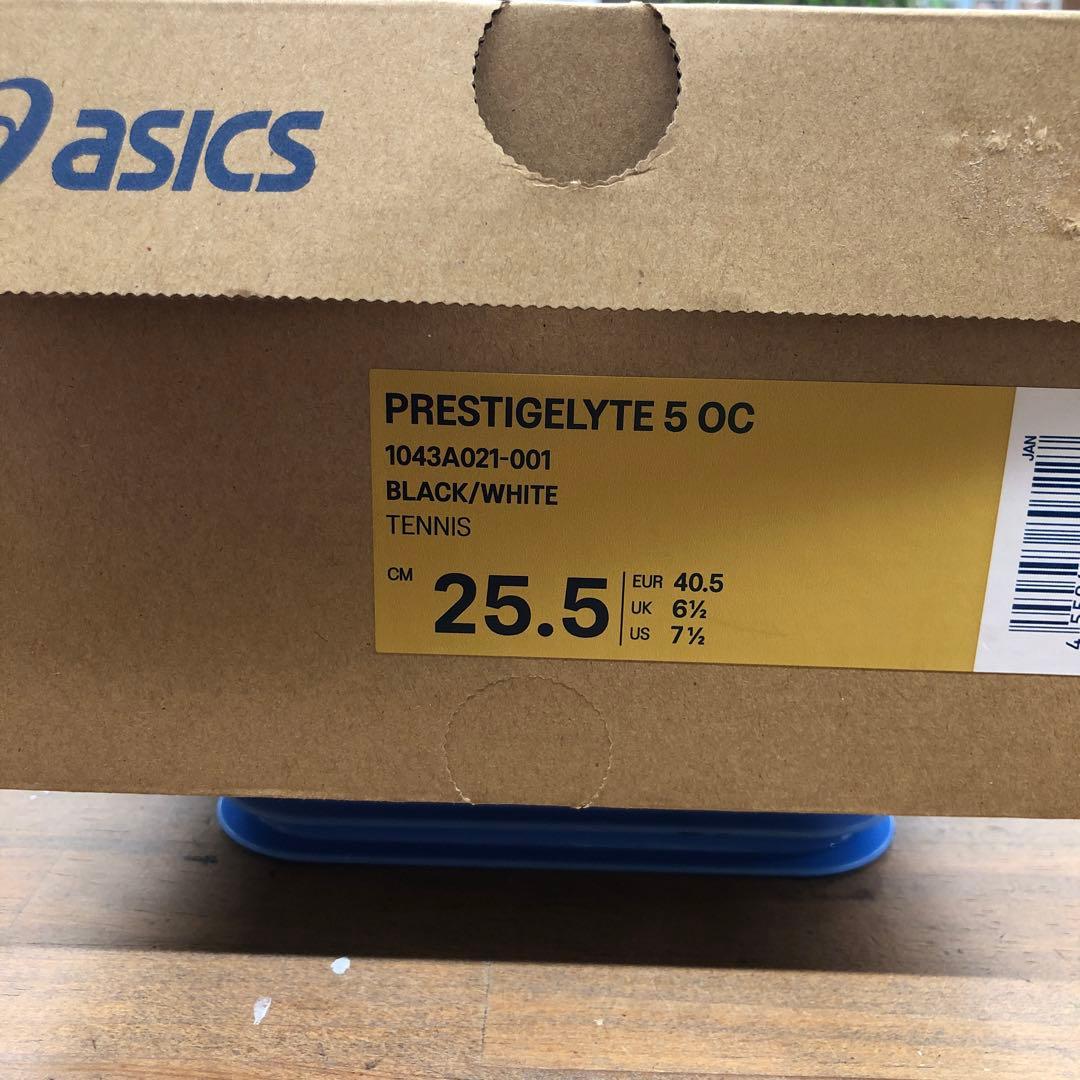 asics
PRESTIGELYTE 5 OC
1043A021-001
BLACK/WHITE
TENNIS
CM 25.5
EUR 40.5
UK 6½
US 7½
JAN